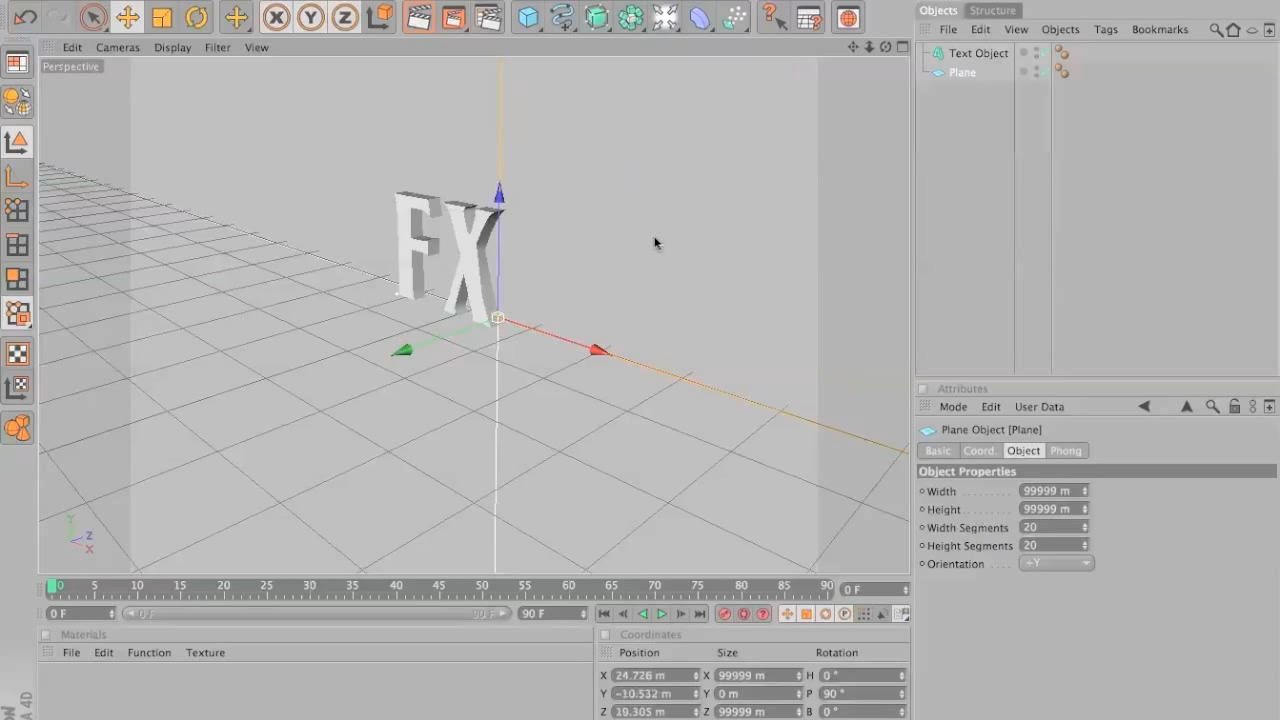 X Y Z
Edit Cameras Display Filter View
Perspective
FX
Y
Z
X
0 5 10 15 20 25 30 35 40 45 50 55 60 65 70 75 80 85 90
0 F
0 F
0 F
90 F
90 F
Materials
File Edit Function Texture
Coordinates
Position Size Rotation
X 24.726 m X 99999 m H 0 °
Y -10.532 m Y 0 m P 90 °
Z 19.305 m Z 99999 m B 0 °
Objects Structure
File Edit View Objects Tags Bookmarks
Text Object
Plane
Attributes
Mode Edit User Data
Plane Object [Plane]
Basic Coord. Object Phong
Object Properties
Width 99999 m
Height 99999 m
Width Segments 20
Height Segments 20
Orientation +Y